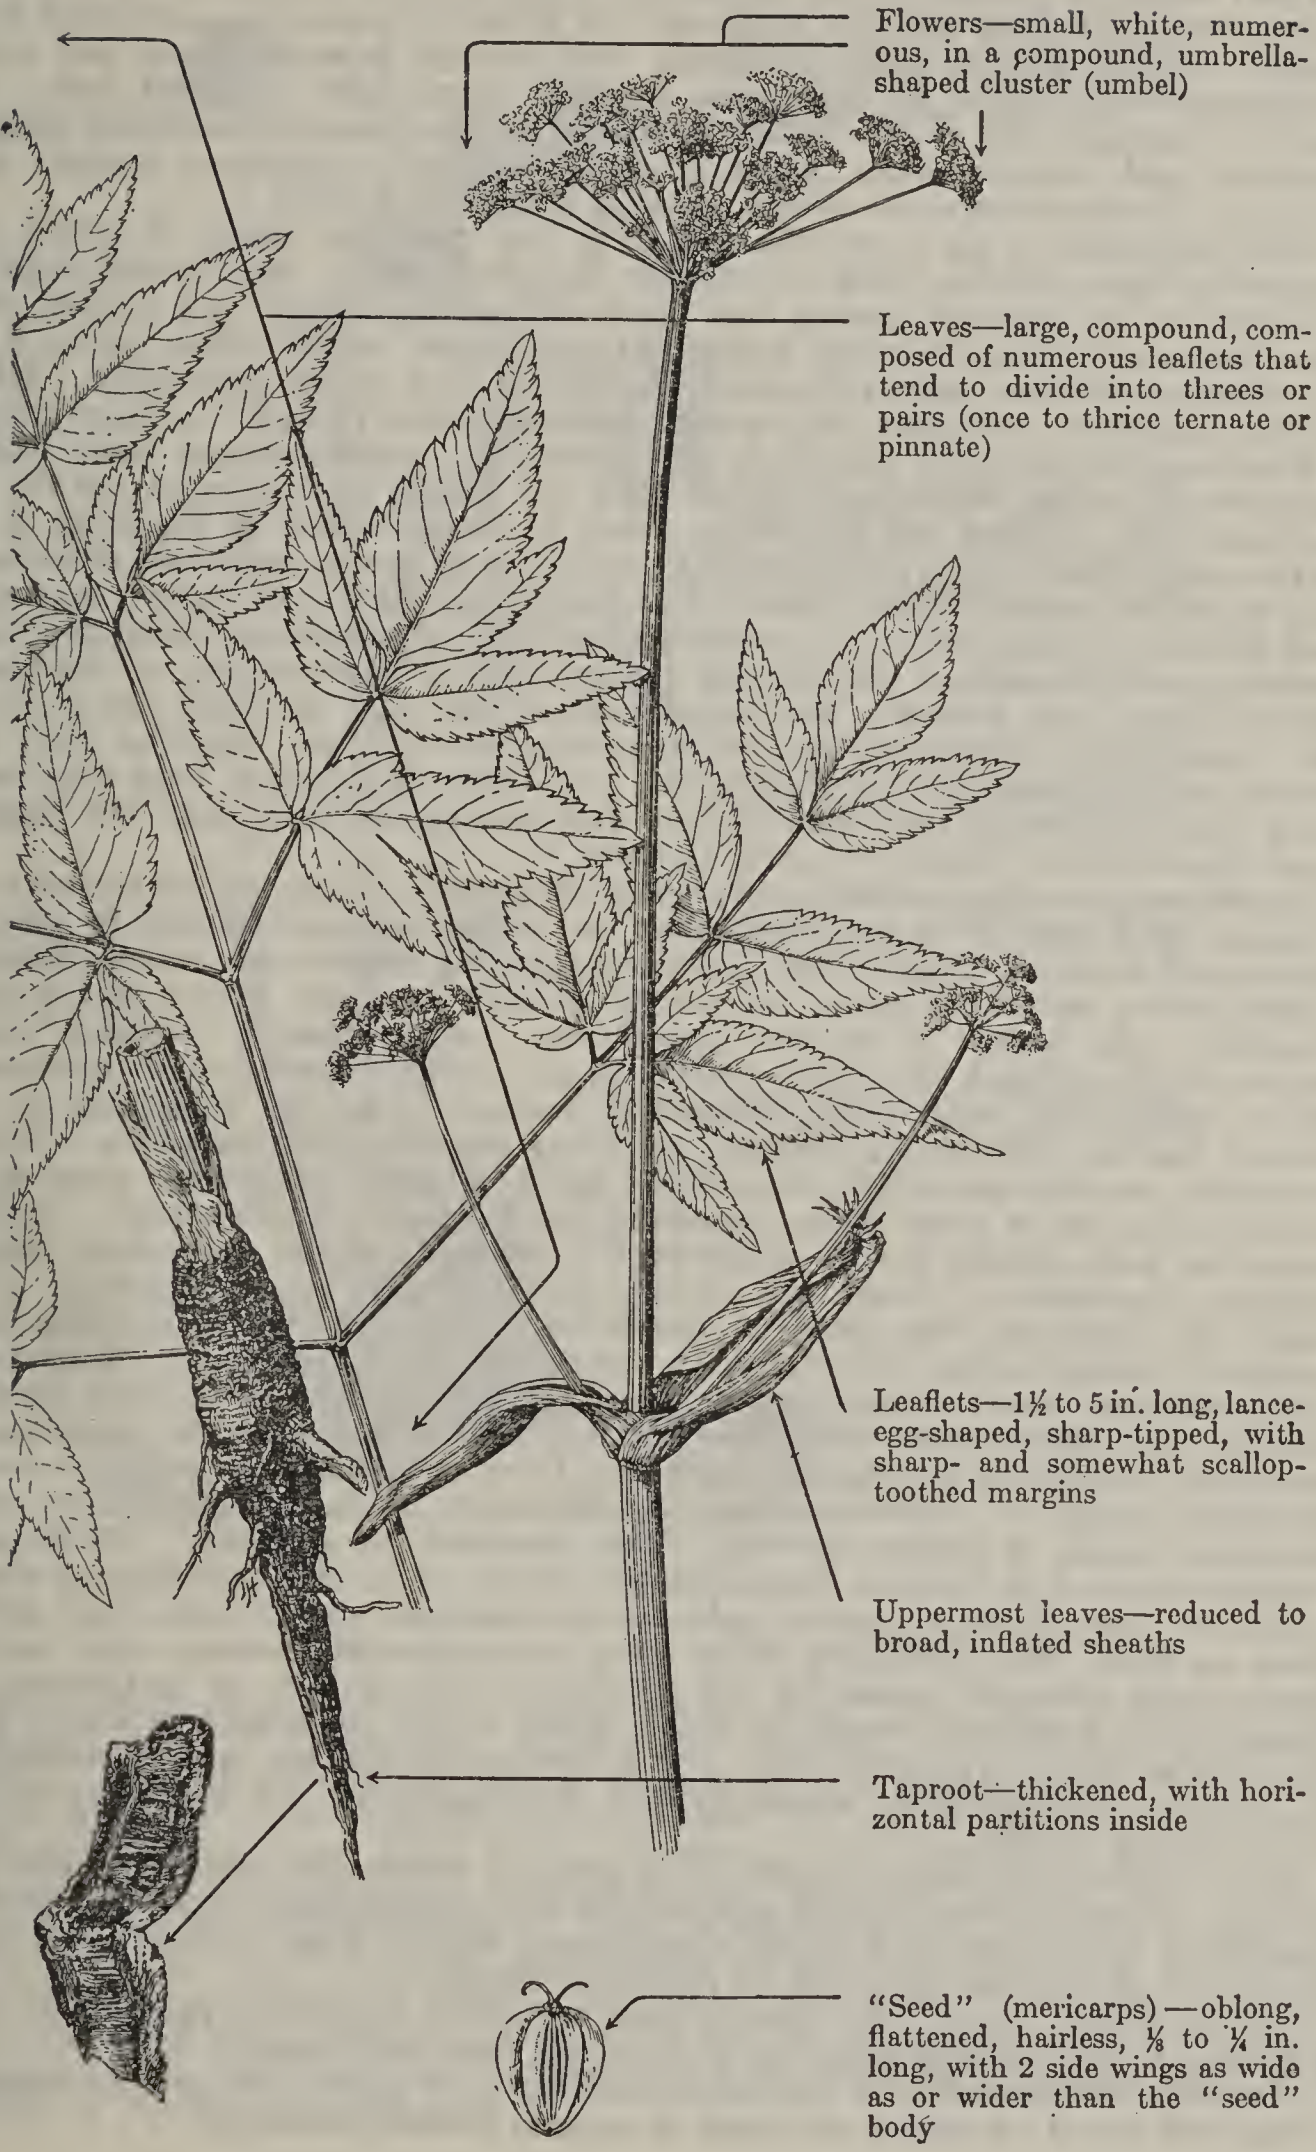 Flowers—small, white, numer-
ous, in a compound, umbrella-
shaped cluster (umbel)
Leaves—large, compound, com-
posed of numerous leaflets that
tend to divide into threes or
pairs (once to thrice ternate or
pinnate)
Leaflets—1½ to 5 in. long, lance-
egg-shaped, sharp-tipped, with
sharp- and somewhat scallop-
toothed margins
Uppermost leaves—reduced to
broad, inflated sheaths
Taproot—thickened, with hori-
zontal partitions inside
"Seed" (mericarps)—oblong,
flattened, hairless, ⅛ to ¼ in.
long, with 2 side wings as wide
as or wider than the "seed"
body